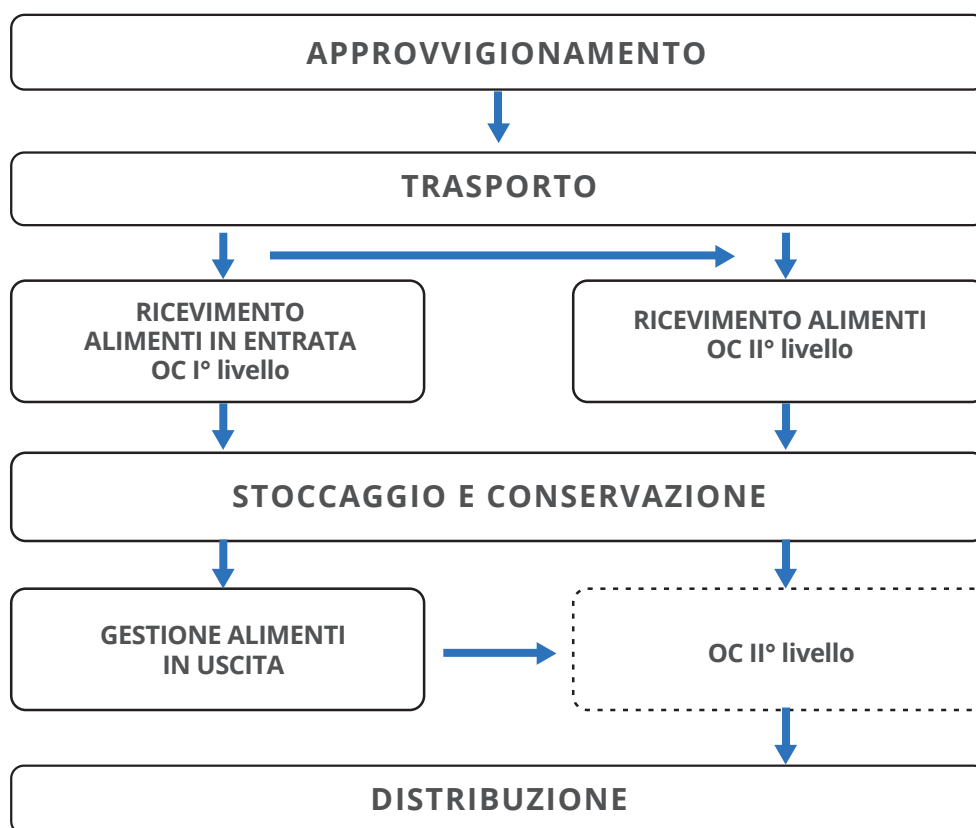 APPROVVIGIONAMENTO
TRASPORTO
RICEVIMENTO
ALIMENTI IN ENTRATA
OC I° livello
RICEVIMENTO ALIMENTI
OC II° livello
STOCCAGGIO E CONSERVAZIONE
GESTIONE ALIMENTI
IN USCITA
OC II° livello
DISTRIBUZIONE